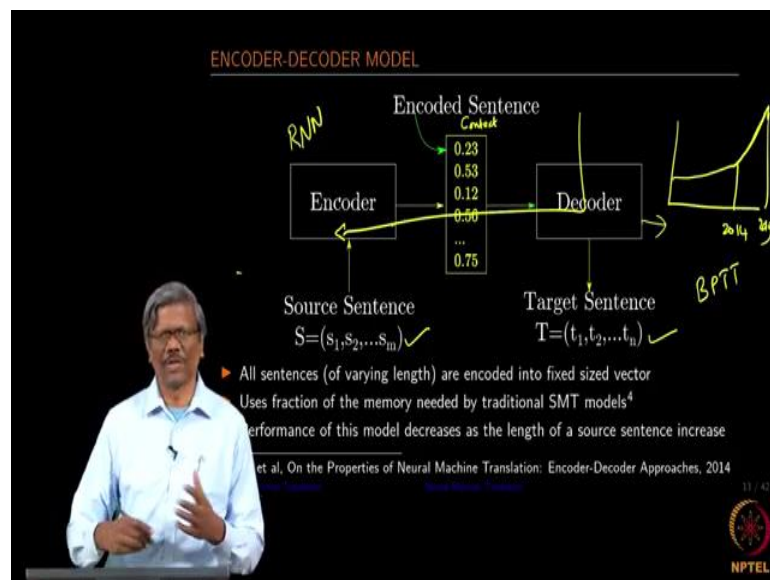 ENCODER-DECODER MODEL
RNN
Encoded Sentence
Context
0.23
0.53
0.12
0.56
...
0.75
Encoder
Decoder
2014
BPTT
Source Sentence
Target Sentence
S=(s1,s2,...sm)
T=(t1,t2,...tn)
All sentences (of varying length) are encoded into fixed sized vector
Uses fraction of the memory needed by traditional SMT models4
erformance of this model decreases as the length of a source sentence increase
et al, On the Properties of Neural Machine Translation: Encoder-Decoder Approaches, 2014
11 / 42
NPTEL